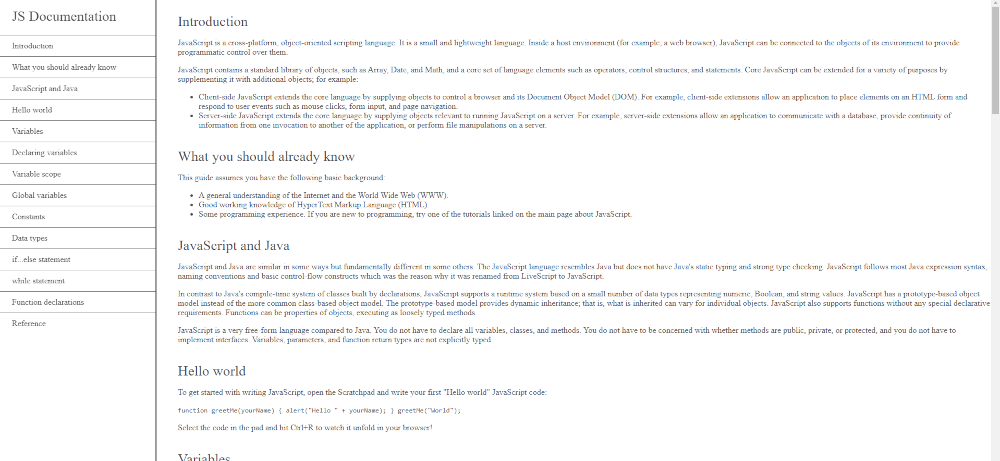 JS Documentation
Introduction
What you should already know
JavaScript and Java
Hello world
Variables
Declaring variables
Variable scope
Global variables
Constants
Data types
if...else statement
while statement
Function declarations
Reference
Introduction
JavaScript is a cross-platform, object-oriented scripting language. It is a small and lightweight language. Inside a host environment (for example, a web browser), JavaScript can be connected to the objects of its environment to provide
programmatic control over them.
JavaScript contains a standard library of objects, such as Array, Date, and Math, and a core set of language elements such as operators, control structures, and statements. Core JavaScript can be extended for a variety of purposes by
supplementing it with additional objects; for example:
• Client-side JavaScript extends the core language by supplying objects to control a browser and its Document Object Model (DOM). For example, client-side extensions allow an application to place elements on an HTML form and
respond to user events such as mouse clicks, form input, and page navigation.
• Server-side JavaScript extends the core language by supplying objects relevant to running JavaScript on a server. For example, server-side extensions allow an application to communicate with a database, provide continuity of
information from one invocation to another of the application, or perform file manipulations on a server.
What you should already know
This guide assumes you have the following basic background:
• A general understanding of the Internet and the World Wide Web (WWW).
• Good working knowledge of HyperText Markup Language (HTML).
• Some programming experience. If you are new to programming, try one of the tutorials linked on the main page about JavaScript.
JavaScript and Java
JavaScript and Java are similar in some ways but fundamentally different in some others. The JavaScript language resembles Java but does not have Java's static typing and strong type checking. JavaScript follows most Java expression syntax,
naming conventions and basic control-flow constructs which was the reason why it was renamed from LiveScript to JavaScript.
In contrast to Java's compile-time system of classes built by declarations, JavaScript supports a runtime system based on a small number of data types representing numeric, Boolean, and string values. JavaScript has a prototype-based object
model instead of the more common class-based object model. The prototype-based model provides dynamic inheritance; that is, what is inherited can vary for individual objects. JavaScript also supports functions without any special declarative
requirements. Functions can be properties of objects, executing as loosely typed methods.
JavaScript is a very free-form language compared to Java. You do not have to declare all variables, classes, and methods. You do not have to be concerned with whether methods are public, private, or protected, and you do not have to
implement interfaces. Variables, parameters, and function return types are not explicitly typed.
Hello world
To get started with writing JavaScript, open the Scratchpad and write your first "Hello world" JavaScript code:
function greetMe(yourName) { alert("Hello " + yourName); } greetMe("World");
Select the code in the pad and hit Ctrl+R to watch it unfold in your browser!
Variables